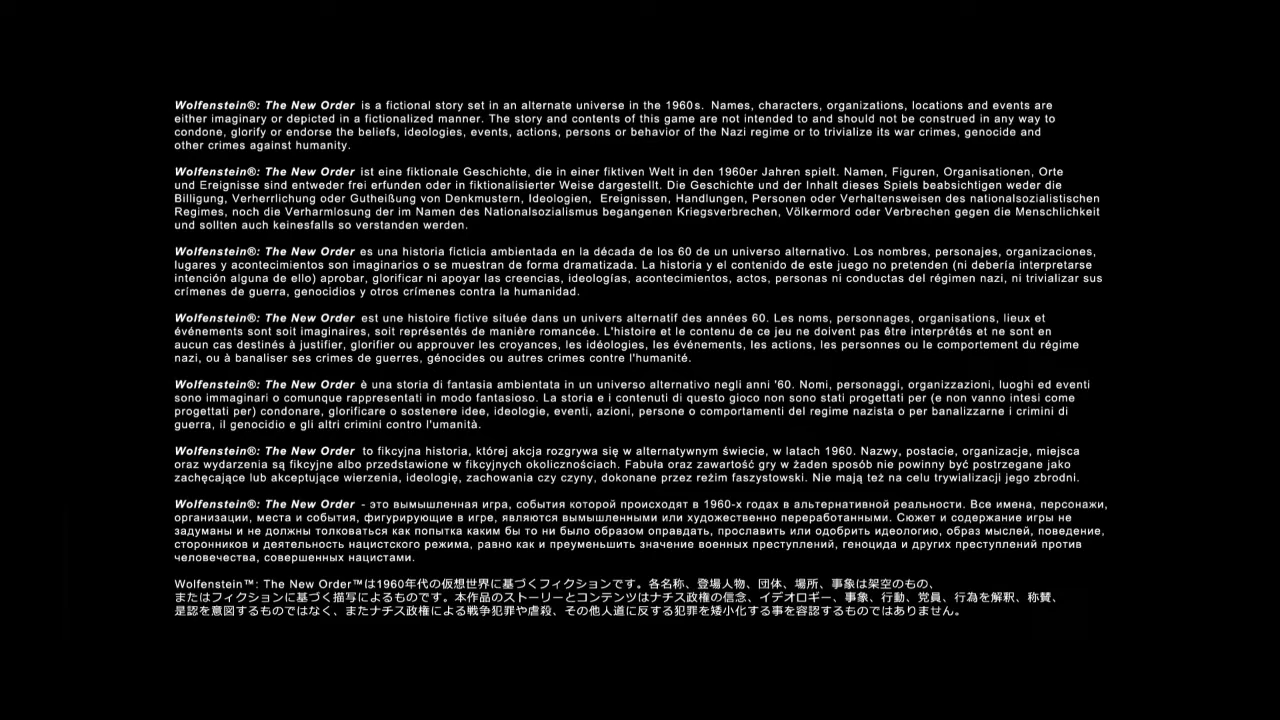 Wolfenstein®: The New Order is a fictional story set in an alternate universe in the 1960s. Names, characters, organizations, locations and events are
either imaginary or depicted in a fictionalized manner. The story and contents of this game are not intended to and should not be construed in any way to
condone, glorify or endorse the beliefs, ideologies, events, actions, persons or behavior of the Nazi regime or to trivialize its war crimes, genocide and
other crimes against humanity.
Wolfenstein®: The New Order ist eine fiktionale Geschichte, die in einer fiktiven Welt in den 1960er Jahren spielt. Namen, Figuren, Organisationen, Orte
und Ereignisse sind entweder frei erfunden oder in fiktionalisierter Weise dargestellt. Die Geschichte und der Inhalt dieses Spiels beabsichtigen weder die
Billigung, Verherrlichung oder Gutheißung von Denkmustern, Ideologien, Ereignissen, Handlungen, Personen oder Verhaltensweisen des nationalsozialistischen
Regimes, noch die Verharmlosung der im Namen des Nationalsozialismus begangenen Kriegsverbrechen, Völkermord oder Verbrechen gegen die Menschlichkeit
und sollten auch keinesfalls so verstanden werden.
Wolfenstein®: The New Order es una historia ficticia ambientada en la década de los 60 de un universo alternativo. Los nombres, personajes, organizaciones,
lugares y acontecimientos son imaginarios o se muestran de forma dramatizada. La historia y el contenido de este juego no pretenden (ni debería interpretarse
intención alguna de ello) aprobar, glorificar ni apoyar las creencias, ideologías, acontecimientos, actos, personas ni conductas del régimen nazi, ni trivializar sus
crímenes de guerra, genocidios y otros crímenes contra la humanidad.
Wolfenstein®: The New Order est une histoire fictive située dans un univers alternatif des années 60. Les noms, personnages, organisations, lieux et
événements sont soit imaginaires, soit représentés de manière romancée. L'histoire et le contenu de ce jeu ne doivent pas être interprétés et ne sont en
aucun cas destinés à justifier, glorifier ou approuver les croyances, les idéologies, les événements, les actions, les personnes ou le comportement du régime
nazi, ou à banaliser ses crimes de guerres, génocides ou autres crimes contre l'humanité.
Wolfenstein®: The New Order è una storia di fantasia ambientata in un universo alternativo negli anni '60. Nomi, personaggi, organizzazioni, luoghi ed eventi
sono immaginari o comunque rappresentati in modo fantasioso. La storia e i contenuti di questo gioco non sono stati progettati per (e non vanno intesi come
progettati per) condonare, glorificare o sostenere idee, ideologie, eventi, azioni, persone o comportamenti del regime nazista o per banalizzarne i crimini di
guerra, il genocidio e gli altri crimini contro l'umanità.
Wolfenstein®: The New Order to fikcyjna historia, której akcja rozgrywa się w alternatywnym świecie, w latach 1960. Nazwy, postacie, organizacje, miejsca
oraz wydarzenia są fikcyjne albo przedstawione w fikcyjnych okolicznościach. Fabuła oraz zawartość gry w żaden sposób nie powinny być postrzegane jako
zachęcające lub akceptujące wierzenia, ideologię, zachowania czy czyny, dokonane przez reżim faszystowski. Nie mają też na celu trywializacji jego zbrodni.
Wolfenstein®: The New Order - это вымышленная игра, события которой происходят в 1960-х годах в альтернативной реальности. Все имена, персонажи,
организации, места и события, фигурирующие в игре, являются вымышленными или художественно переработанными. Сюжет и содержание игры не
задуманы и не должны толковаться как попытка каким бы то ни было образом оправдать, прославить или одобрить идеологию, образ мыслей, поведение,
сторонников и деятельность нацистского режима, равно как и преуменьшить значение военных преступлений, геноцида и других преступлений против
человечества, совершенных нацистами.
Wolfenstein™: The New Order™は1960年代の仮想世界に基づくフィクションです。各名称、登場人物、団体、場所、事象は架空のもの、
またはフィクションに基づく描写によるものです。本作品のストーリーとコンテンツはナチス政権の信念、イデオロギー、事象、行動、党員、行為を解釈、称賛、
是認を意図するものではなく、またナチス政権による戦争犯罪や虐殺、その他人道に反する犯罪を矮小化する事を容認するものではありません。